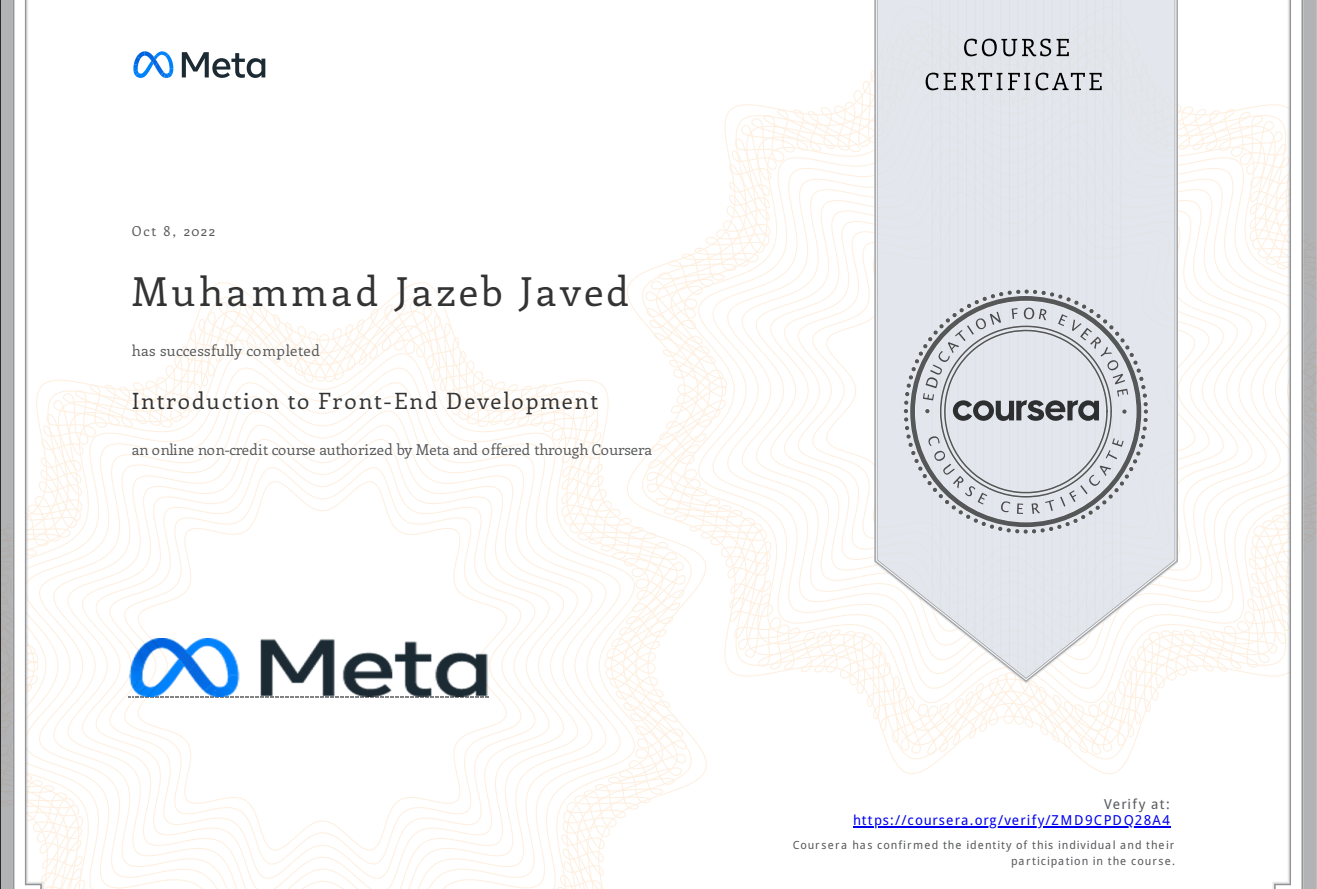 Meta
COURSE
CERTIFICATE
Oct 8, 2022
Muhammad Jazeb Javed
has successfully completed
Introduction to Front-End Development
an online non-credit course authorized by Meta and offered through Coursera
EDUCATION FOR EVERYONE
coursera
COURSE CERTIFICATE
Meta
Verify at:
https://coursera.org/verify/ZMD9CPDQ28A4
Coursera has confirmed the identity of this individual and their
participation in the course.